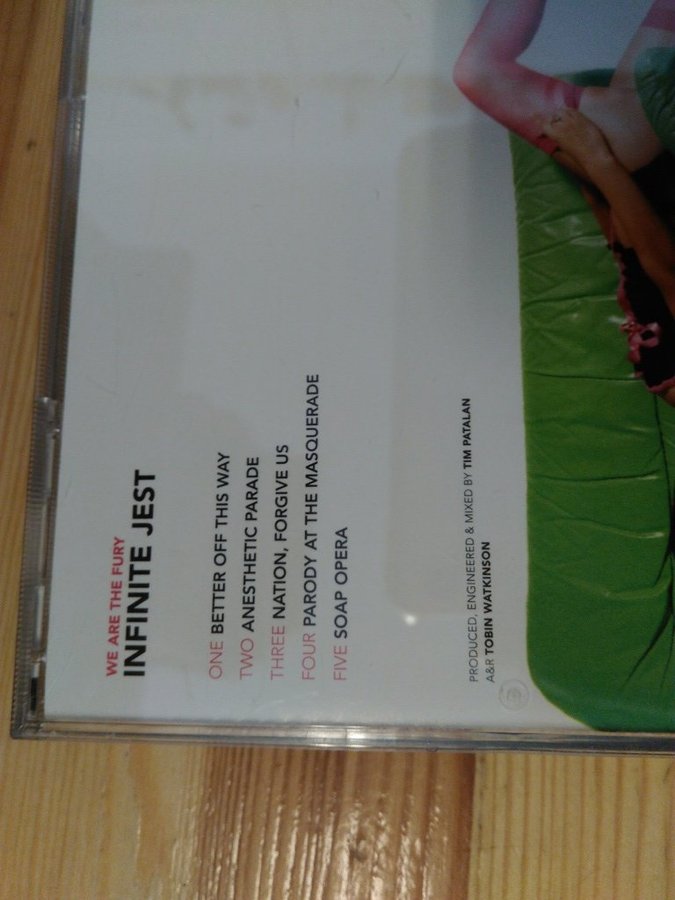 WE ARE THE FURY
INFINITE JEST
ONE BETTER OFF THIS WAY
TWO ANESTHETIC PARADE
THREE NATION, FORGIVE US
FOUR PARODY AT THE MASQUERADE
FIVE SOAP OPERA
PRODUCED, ENGINEERED & MIXED BY TIM PATALAN
A&R TOBIN WATKINSON